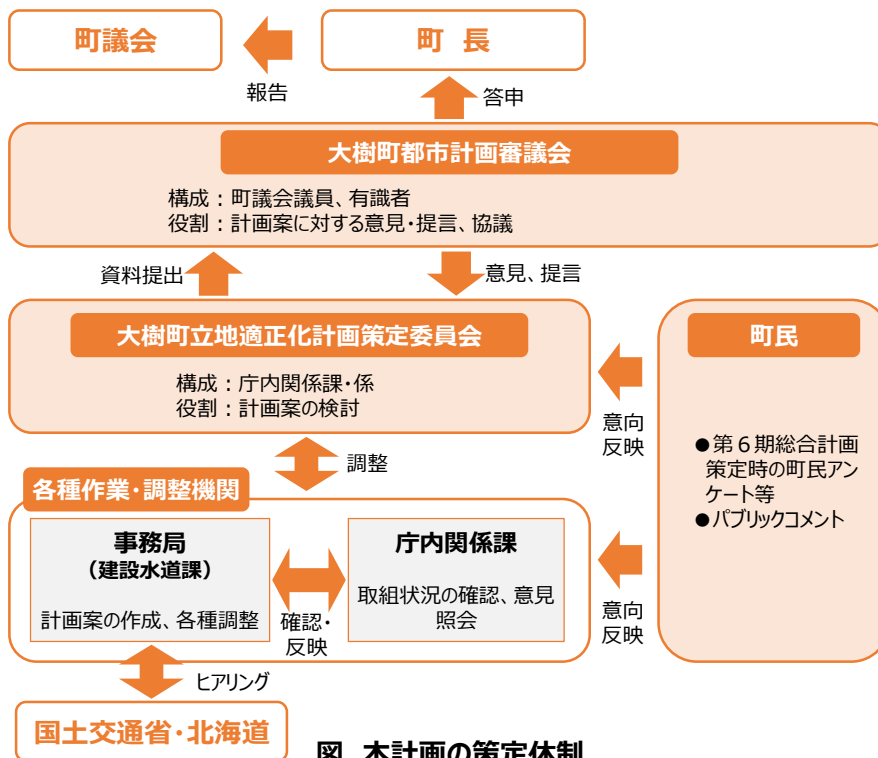 町議会
町 長
報告
答申
大樹町都市計画審議会
構成：町議会議員、有識者
役割：計画案に対する意見・提言、協議
資料提出
意見、提言
大樹町立地適正化計画策定委員会
構成：庁内関係課・係
役割：計画案の検討
町民
意向
反映
●第６期総合計画
策定時の町民アン
ケート等
●パブリックコメント
調整
各種作業・調整機関
事務局
（建設水道課）
計画案の作成、各種調整
確認・
反映
庁内関係課
取組状況の確認、意見
照会
意向
反映
ヒアリング
国土交通省・北海道
図 本計画の策定体制